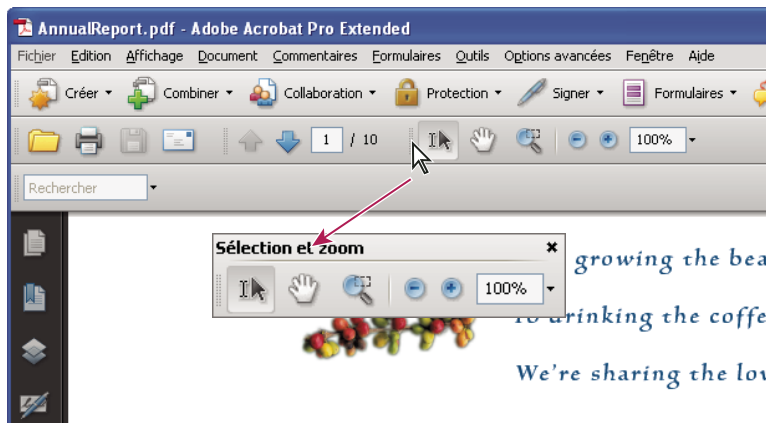 AnnualReport.pdf - Adobe Acrobat Pro Extended
Fichier Edition Affichage Document Commentaires Formulaires Outils Options avancées Fenêtre Aide
Créer Combiner Collaboration Protection Signer Formulaires
1 / 10 100%
Rechercher
Sélection et zoom
100%
growing the bea
drinking the coffe
We're sharing the lov